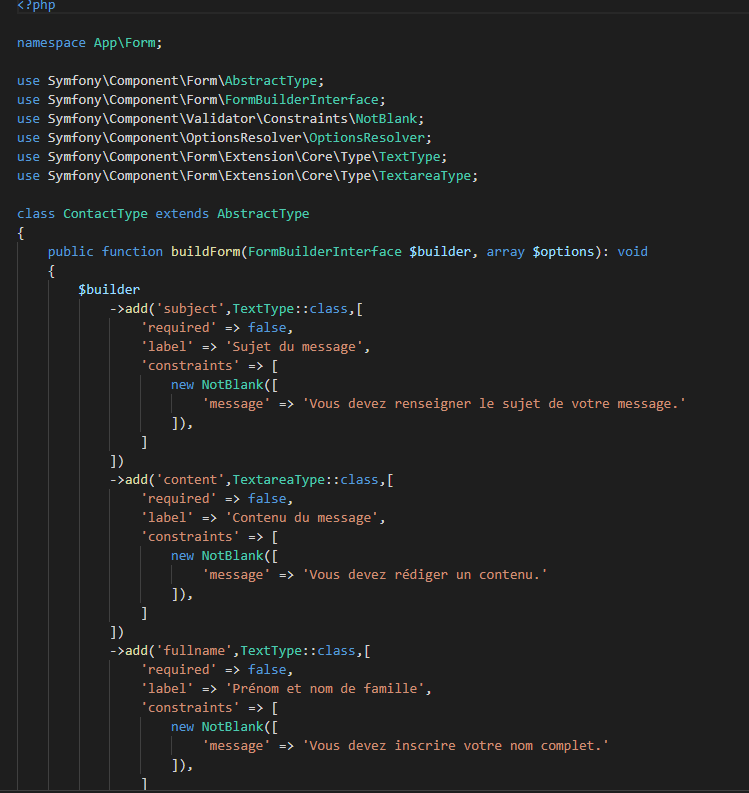 <?php
namespace App\Form;
use Symfony\Component\Form\AbstractType;
use Symfony\Component\Form\FormBuilderInterface;
use Symfony\Component\Validator\Constraints\NotBlank;
use Symfony\Component\OptionsResolver\OptionsResolver;
use Symfony\Component\Form\Extension\Core\Type\TextType;
use Symfony\Component\Form\Extension\Core\Type\TextareaType;
class ContactType extends AbstractType
{
    public function buildForm(FormBuilderInterface $builder, array $options): void
    {
        $builder
            ->add('subject',TextType::class,[
                'required' => false,
                'label' => 'Sujet du message',
                'constraints' => [
                    new NotBlank([
                        'message' => 'Vous devez renseigner le sujet de votre message.'
                    ]),
                ]
            ])
            ->add('content',TextareaType::class,[
                'required' => false,
                'label' => 'Contenu du message',
                'constraints' => [
                    new NotBlank([
                        'message' => 'Vous devez rédiger un contenu.'
                    ]),
                ]
            ])
            ->add('fullname',TextType::class,[
                'required' => false,
                'label' => 'Prénom et nom de famille',
                'constraints' => [
                    new NotBlank([
                        'message' => 'Vous devez inscrire votre nom complet.'
                    ]),
                ]